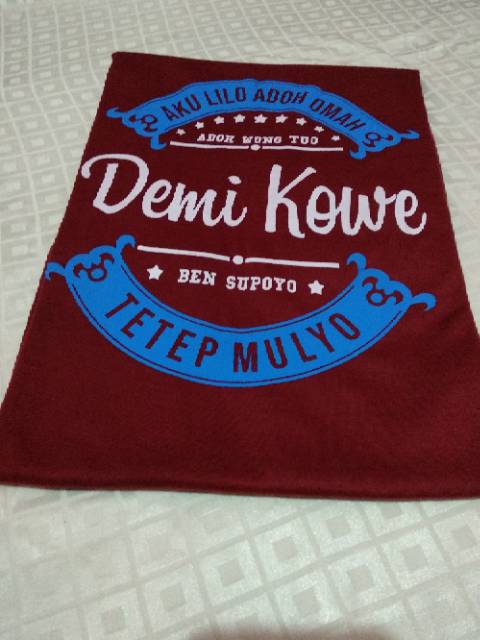 AKU LILO ADOH OMAH
ADOH WONG TUO
Demi Kowe
BEN SUPOYO
TETEP MULYO